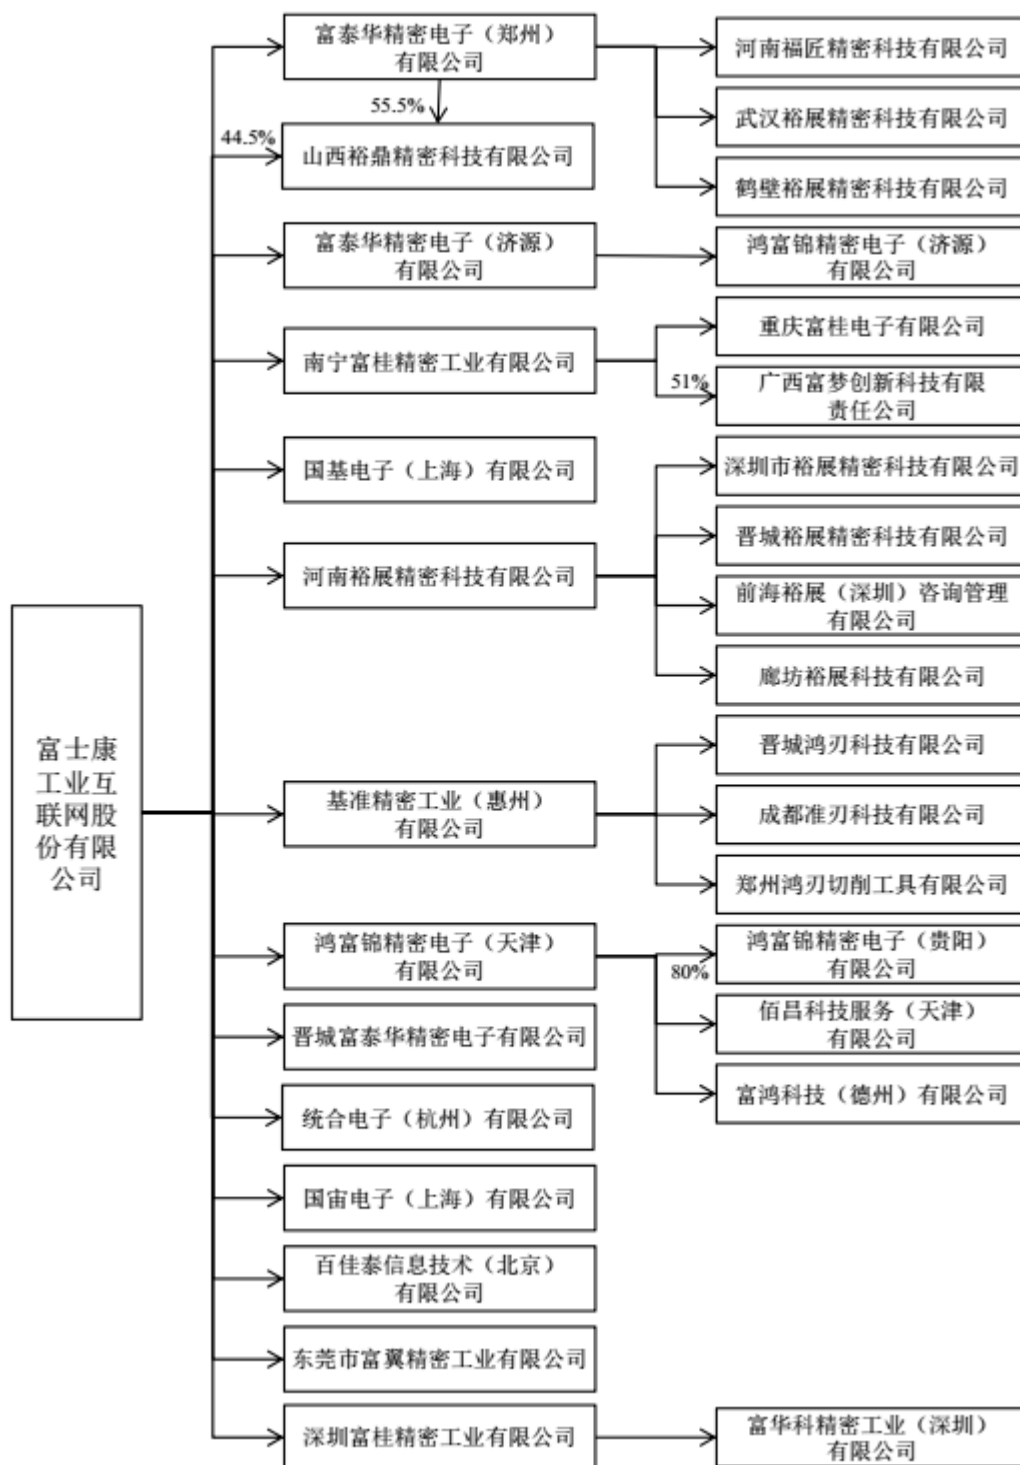 富泰华精密电子（郑州）
有限公司
河南福匠精密科技有限公司
55.5%
武汉裕展精密科技有限公司
44.5%
山西裕鼎精密科技有限公司
鹤壁裕展精密科技有限公司
富泰华精密电子（济源）
有限公司
鸿富锦精密电子（济源）
有限公司
南宁富桂精密工业有限公司
重庆富桂电子有限公司
51%
广西富梦创新科技有限
责任公司
国基电子（上海）有限公司
深圳市裕展精密科技有限公司
晋城裕展精密科技有限公司
河南裕展精密科技有限公司
前海裕展（深圳）咨询管理
有限公司
廊坊裕展科技有限公司
富士康
工业互
联网股
份有限
公司
晋城鸿刃科技有限公司
基准精密工业（惠州）
有限公司
成都准刃科技有限公司
郑州鸿刃切削工具有限公司
鸿富锦精密电子（天津）
有限公司
80%
鸿富锦精密电子（贵阳）
有限公司
佰昌科技服务（天津）
有限公司
晋城富泰华精密电子有限公司
富鸿科技（德州）有限公司
统合电子（杭州）有限公司
国宙电子（上海）有限公司
百佳泰信息技术（北京）
有限公司
东莞市富翼精密工业有限公司
深圳富桂精密工业有限公司
富华科精密工业（深圳）
有限公司